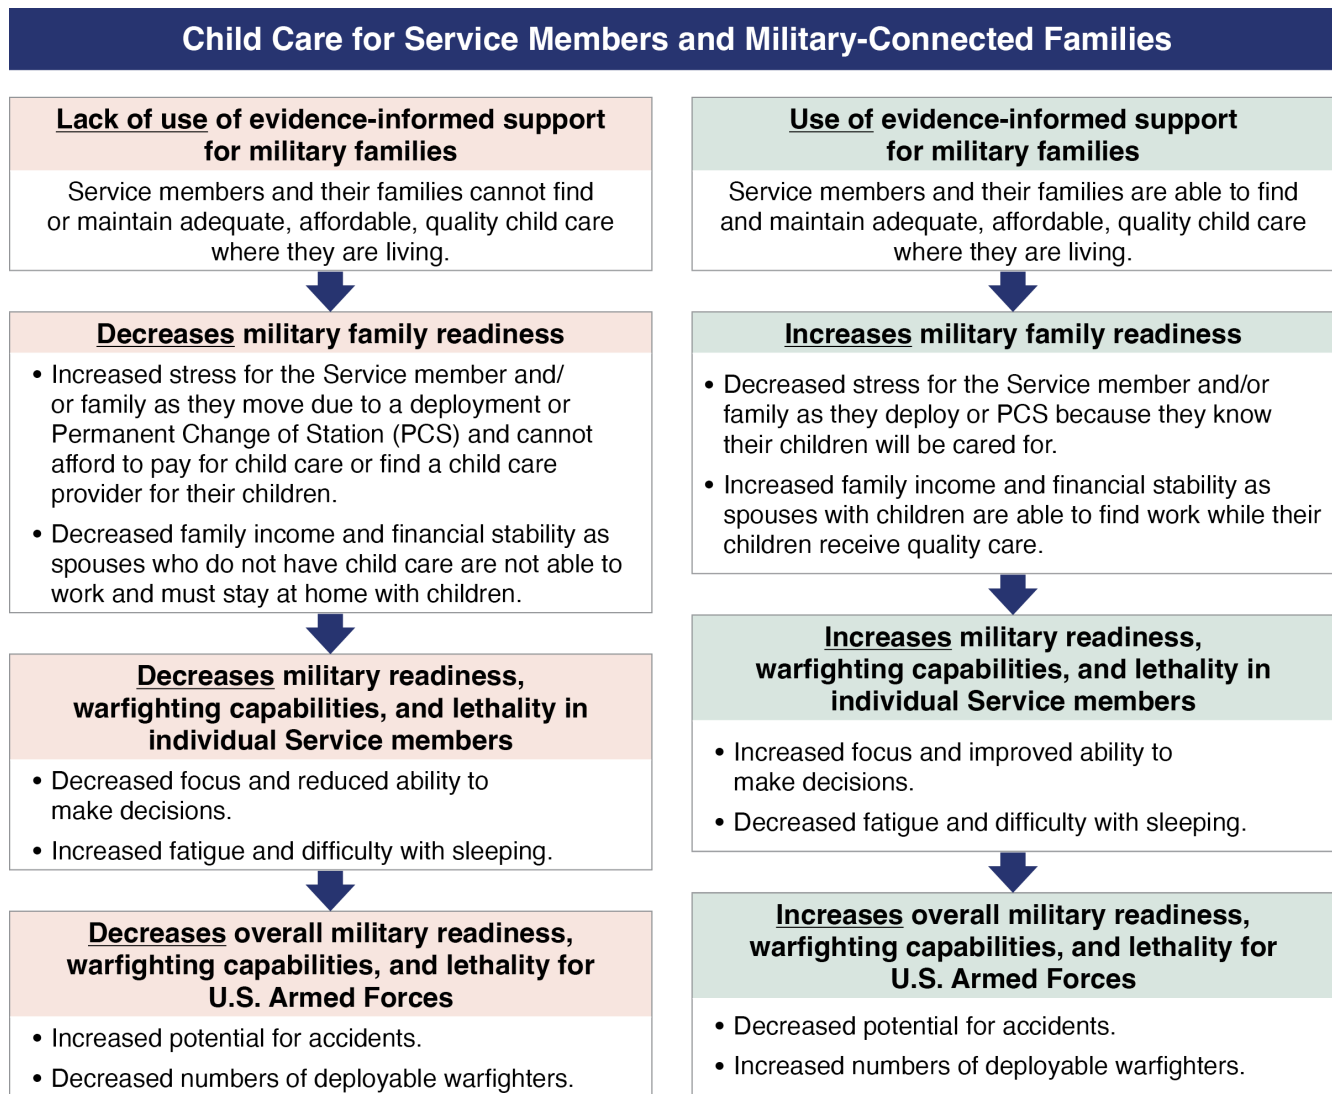 Child Care for Service Members and Military-Connected Families
Lack of use of evidence-informed support
for military families
Service members and their families cannot find
or maintain adequate, affordable, quality child care
where they are living.
Decreases military family readiness
• Increased stress for the Service member and/
or family as they move due to a deployment or
Permanent Change of Station (PCS) and cannot
afford to pay for child care or find a child care
provider for their children.
• Decreased family income and financial stability as
spouses who do not have child care are not able to
work and must stay at home with children.
Decreases military readiness,
warfighting capabilities, and lethality in
individual Service members
• Decreased focus and reduced ability to
make decisions.
• Increased fatigue and difficulty with sleeping.
Decreases overall military readiness,
warfighting capabilities, and lethality for
U.S. Armed Forces
• Increased potential for accidents.
• Decreased numbers of deployable warfighters.
Use of evidence-informed support
for military families
Service members and their families are able to find
and maintain adequate, affordable, quality child care
where they are living.
Increases military family readiness
• Decreased stress for the Service member and/or
family as they deploy or PCS because they know
their children will be cared for.
• Increased family income and financial stability as
spouses with children are able to find work while their
children receive quality care.
Increases military readiness,
warfighting capabilities, and lethality in
individual Service members
• Increased focus and improved ability to
make decisions.
• Decreased fatigue and difficulty with sleeping.
Increases overall military readiness,
warfighting capabilities, and lethality for
U.S. Armed Forces
• Decreased potential for accidents.
• Increased numbers of deployable warfighters.